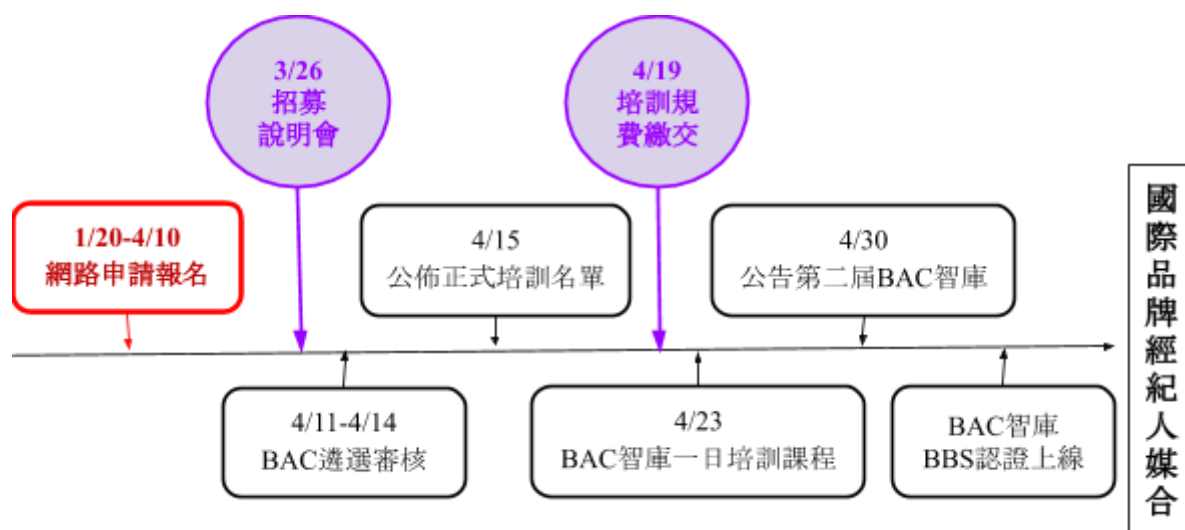 3/26
招募
說明會
4/19
培訓規
費繳交
1/20-4/10
網路申請報名
4/15
公佈正式培訓名單
4/30
公告第二屆BAC智庫
4/11-4/14
BAC遴選審核
4/23
BAC智庫一日培訓課程
BAC智庫
BBS認證上線
國際品牌經紀人媒合